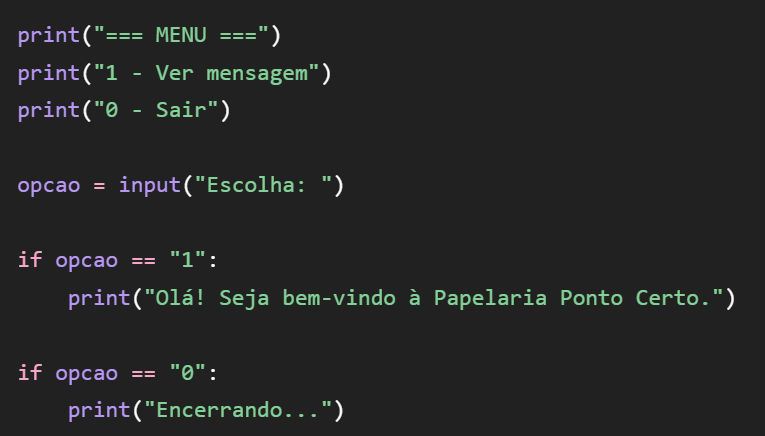 print("=== MENU ===")
print("1 - Ver mensagem")
print("0 - Sair")
opcao = input("Escolha: ")
if opcao == "1":
    print("Olá! Seja bem-vindo à Papelaria Ponto Certo.")
if opcao == "0":
    print("Encerrando...")